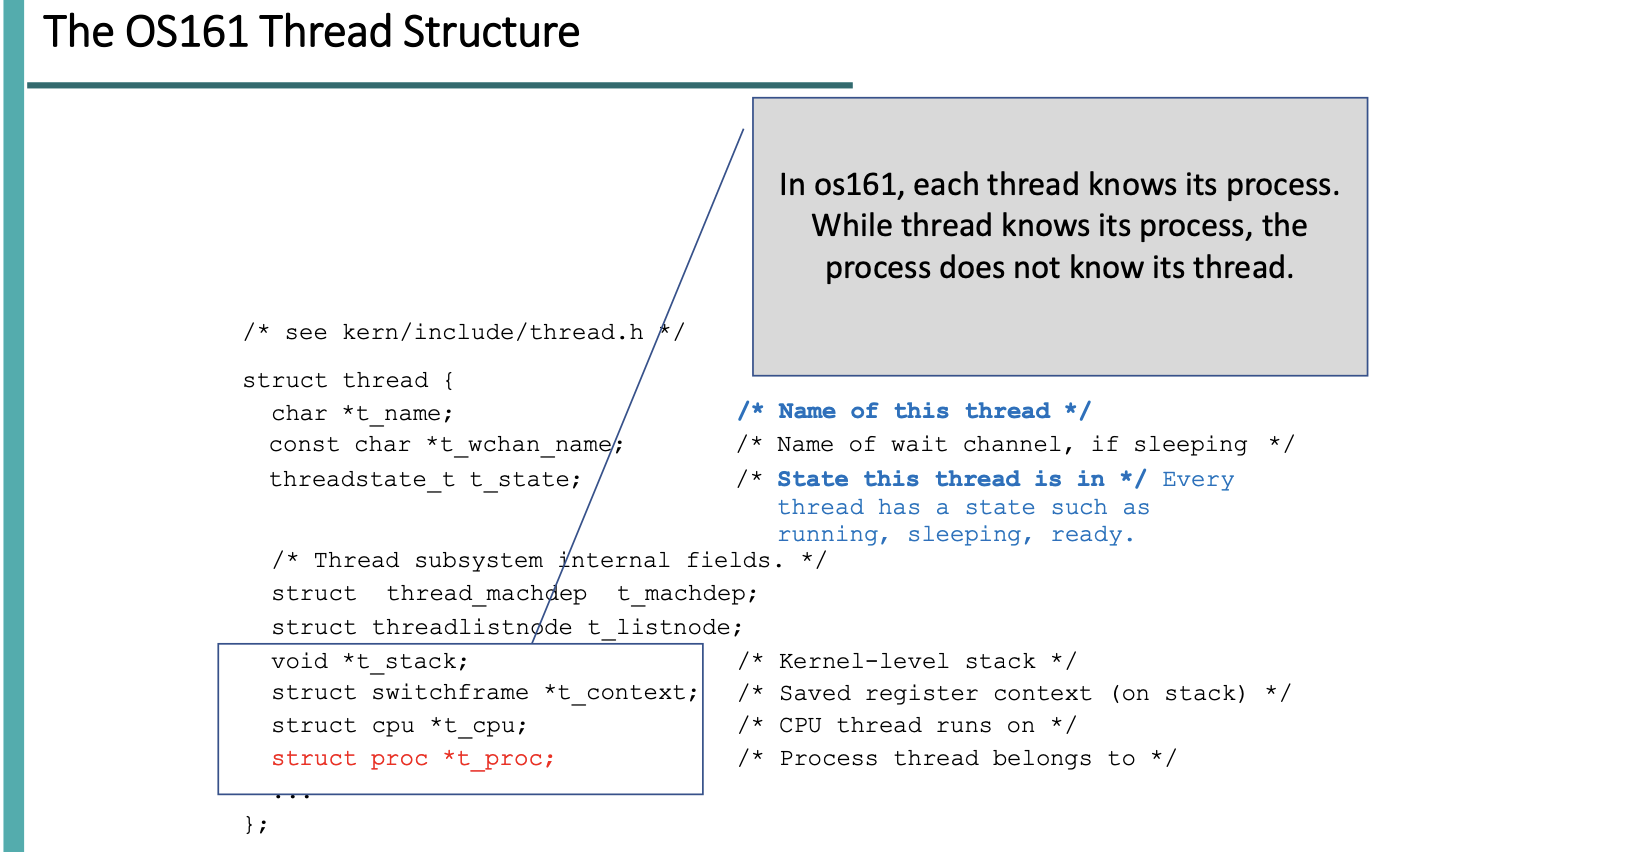 The OS161 Thread Structure
In os161, each thread knows its process.
While thread knows its process, the
process does not know its thread.
/* see kern/include/thread.h */
struct thread {
char *t_name; /* Name of this thread */
const char *t_wchan_name; /* Name of wait channel, if sleeping */
threadstate_t t_state; /* State this thread is in */ Every
thread has a state such as
running, sleeping, ready.
/* Thread subsystem internal fields. */
struct thread_machdep t_machdep;
struct threadlistnode t_listnode;
void *t_stack; /* Kernel-level stack */
struct switchframe *t_context; /* Saved register context (on stack) */
struct cpu *t_cpu; /* CPU thread runs on */
struct proc *t_proc; /* Process thread belongs to */
...
};